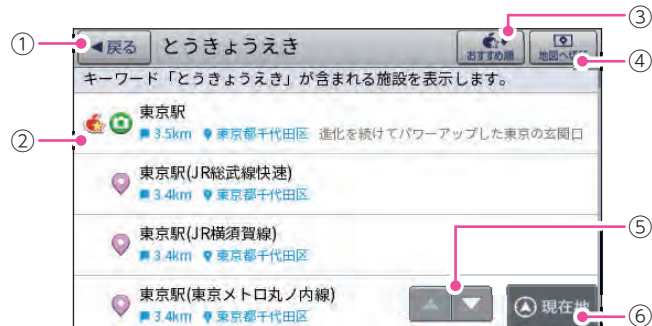 ①
◀戻る とうきょうえき
③
おすすめ順
④
キーワード「とうきょうえき」が含まれる施設を表示します。
②
東京駅
3.5km 東京都千代田区 進化を続けてパワーアップした東京の玄関口
東京駅(JR総武線快速)
3.4km 東京都千代田区
東京駅(JR横須賀線)
3.4km 東京都千代田区
⑤
東京駅(東京メトロ丸ノ内線)
3.4km 東京都千代田区
現在地
⑥